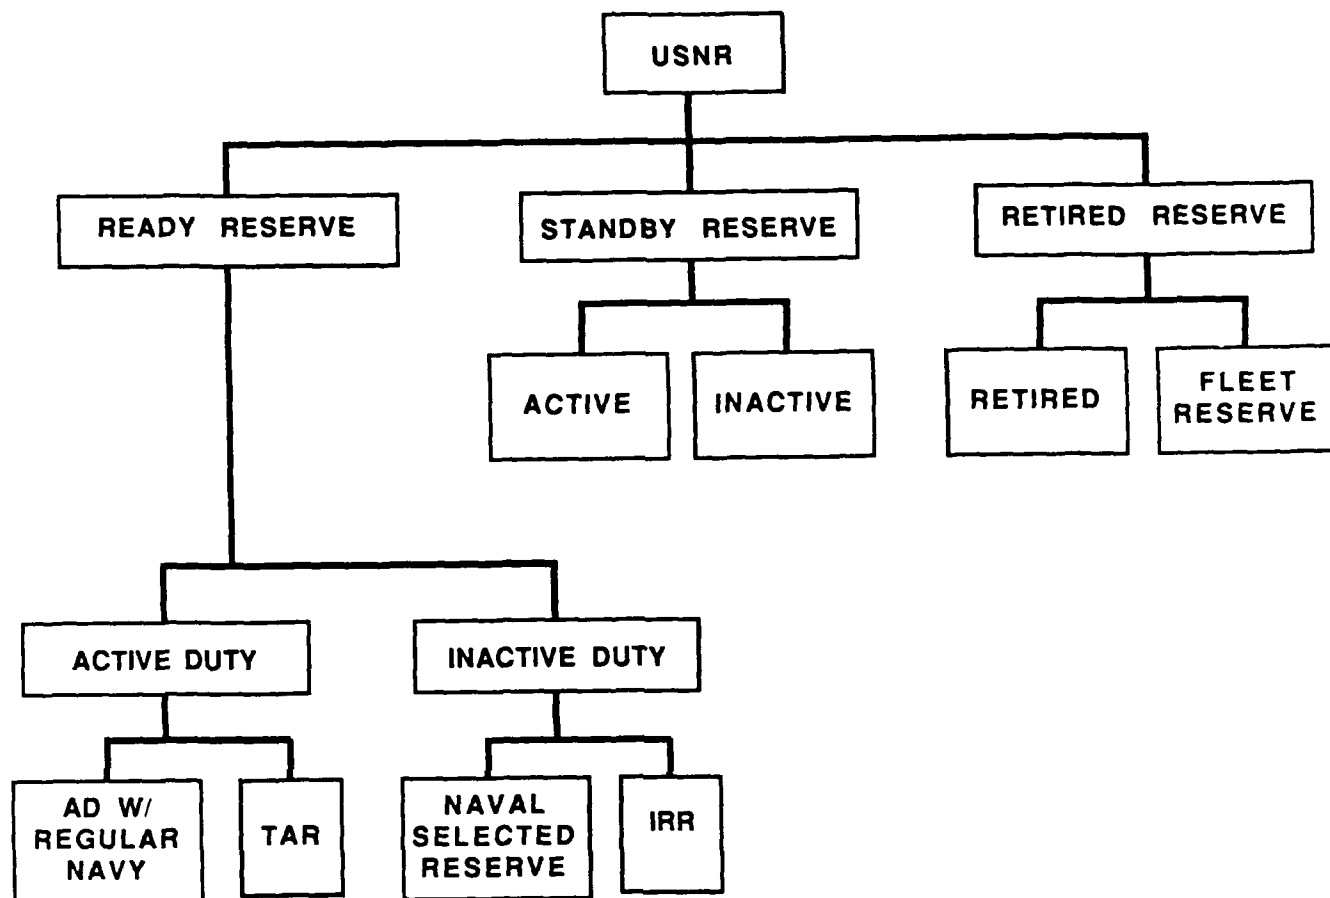 USNR
READY RESERVE
STANDBY RESERVE
RETIRED RESERVE
ACTIVE
INACTIVE
RETIRED
FLEET
RESERVE
ACTIVE DUTY
INACTIVE DUTY
AD W/
REGULAR
NAVY
TAR
NAVAL
SELECTED
RESERVE
IRR